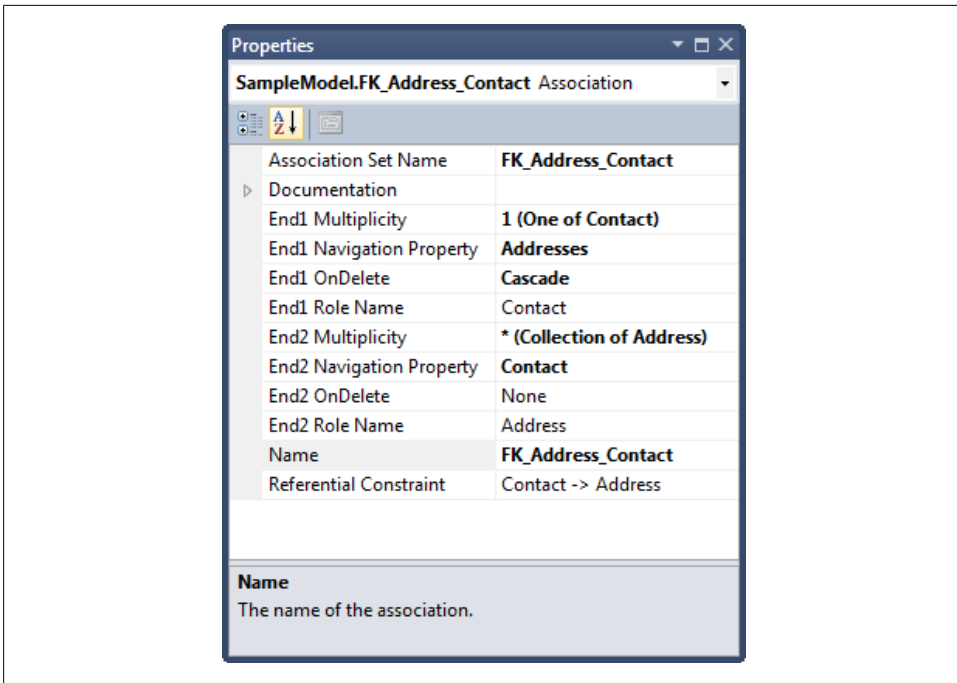 Properties
SampleModel.FK_Address_Contact Association
A
Z
Association Set Name FK_Address_Contact
Documentation
End1 Multiplicity 1 (One of Contact)
End1 Navigation Property Addresses
End1 OnDelete Cascade
End1 Role Name Contact
End2 Multiplicity * (Collection of Address)
End2 Navigation Property Contact
End2 OnDelete None
End2 Role Name Address
Name FK_Address_Contact
Referential Constraint Contact -> Address
Name
The name of the association.